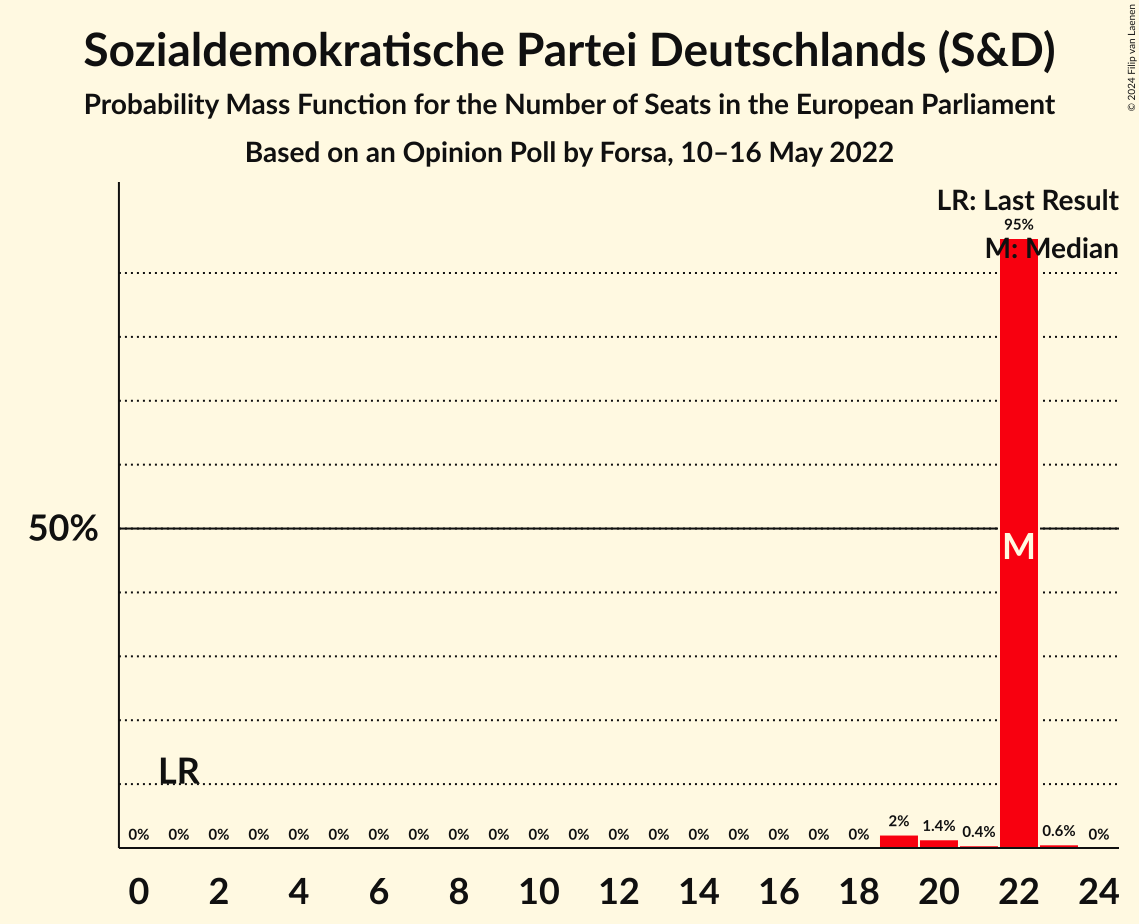 Sozialdemokratische Partei Deutschlands (S&D)
Probability Mass Function for the Number of Seats in the European Parliament
Based on an Opinion Poll by Forsa, 10–16 May 2022
© 2024 Filip van Laenen
LR: Last Result
95%
M: Median
50%
M
LR
0% 0% 0% 0% 0% 0% 0% 0% 0% 0% 0% 0% 0% 0% 0% 0% 0% 0% 0% 2% 1.4% 0.4% 0.6% 0%
0 2 4 6 8 10 12 14 16 18 20 22 24